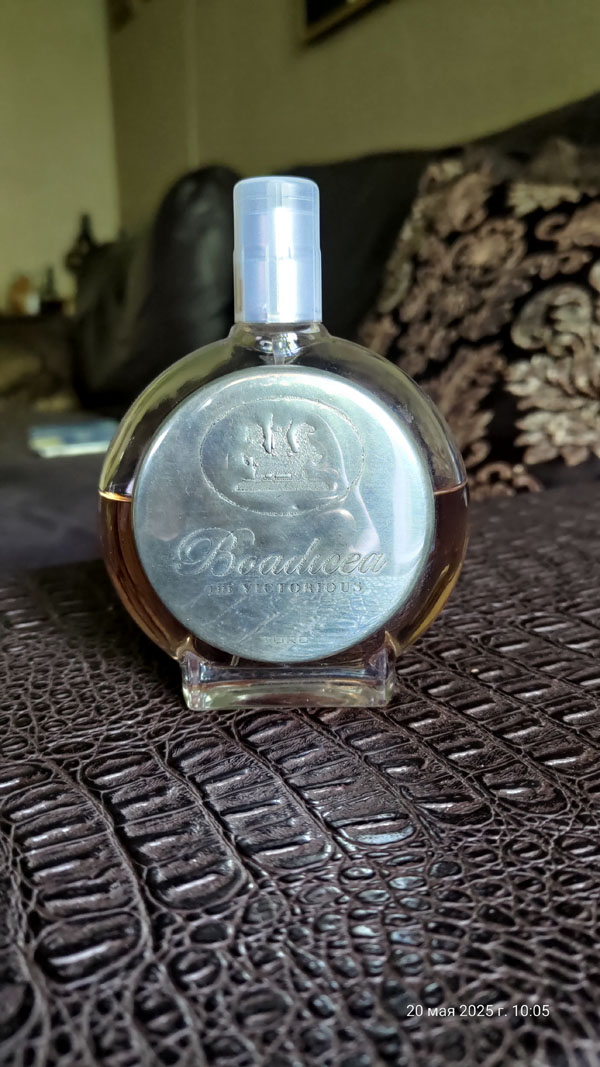 Boadicea
THE VICTORIOUS
20 мая 2025 г. 10:05